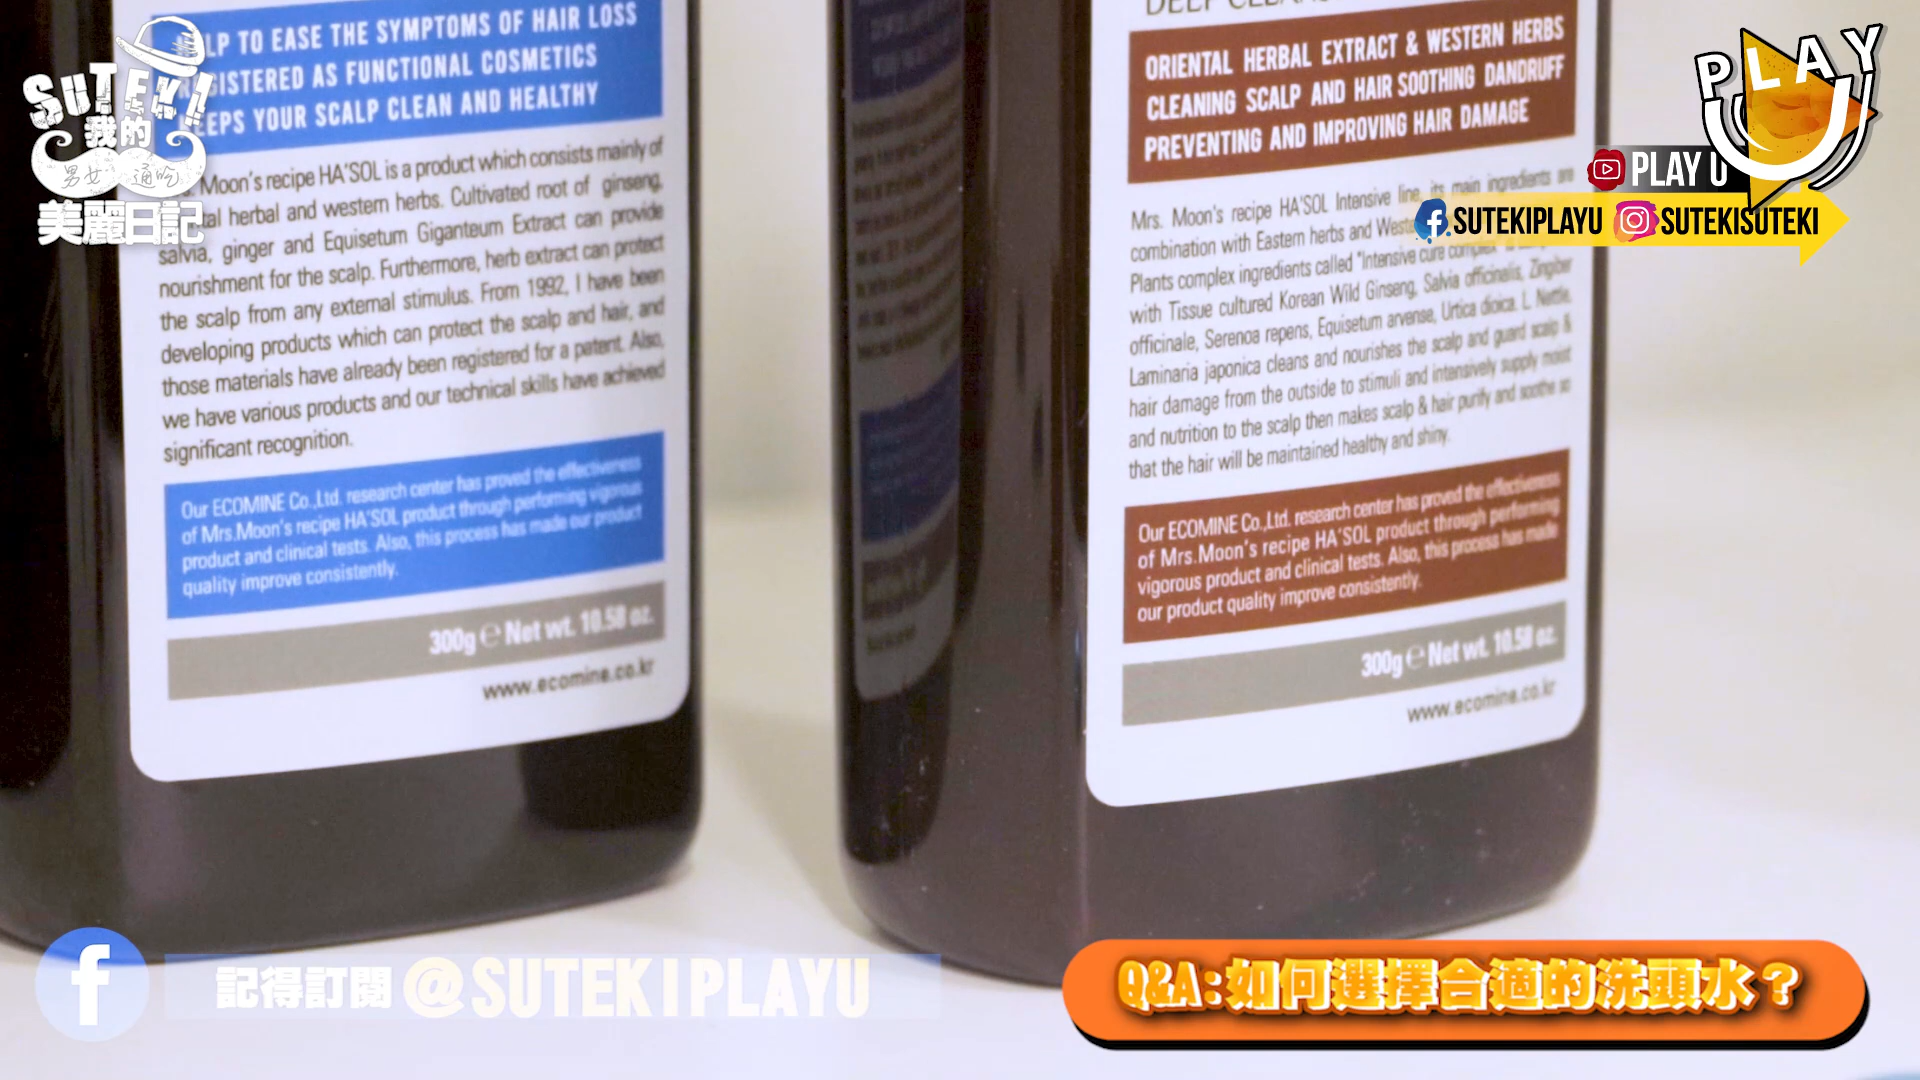 SUTEKI
我的
男女 通吃
美麗日記
LP TO EASE THE SYMPTOMS OF HAIR LOSS
GISTERED AS FUNCTIONAL COSMETICS
EEPS YOUR SCALP CLEAN AND HEALTHY
Moon's recipe HA'SOL is a product which consists mainly of
tal herbal and western herbs. Cultivated root of ginseng,
salvia, ginger and Equisetum Giganteum Extract can provide
nourishment for the scalp. Furthermore, herb extract can protect
the scalp from any external stimulus. From 1992, I have been
developing products which can protect the scalp and hair, and
those materials have already been registered for a patent. Also,
we have various products and our technical skills have achieved
significant recognition.
Our ECOMINE Co.,Ltd. research center has proved the effectiveness
of Mrs.Moon's recipe HA'SOL product through performing vigorous
product and clinical tests. Also, this process has made our product
quality improve consistently.
300g e Net wt. 10.58 oz.
www.ecomine.co.kr
ORIENTAL HERBAL EXTRACT & WESTERN HERBS
CLEANING SCALP AND HAIR SOOTHING DANDRUFF
PREVENTING AND IMPROVING HAIR DAMAGE
Mrs. Moon's recipe HA'SOL Intensive line, its main ingredients are
combination with Eastern herbs and
Plants complex ingredients called "Intensive cure complex"
with Tissue cultured Korean Wild Ginseng, Salvia officinalis, Zingiber
officinale, Serenoa repens, Equisetum arvense, Urtica dioica. L Nettle,
Laminaria japonica cleans and nourishes the scalp and guard scalp &
hair damage from the outside to stimuli and intensively supply moist
and nutrition to the scalp then makes scalp & hair purify and soothe so
that the hair will be maintained healthy and shiny.
Our ECOMINE Co.,Ltd. research center has proved the effectiveness
of Mrs.Moon's recipe HA'SOL product through performing
vigorous product and clinical tests. Also, this process has made
our product quality improve consistently.
300g e Net wt. 10.58 oz.
www.ecomine.co.kr
PLAY U
PLAY U
SUTEKIPLAYU SUTEKISUTEKI
記得訂閱 @SUTEKIPLAYU
Q&A:如何選擇合適的洗頭水？